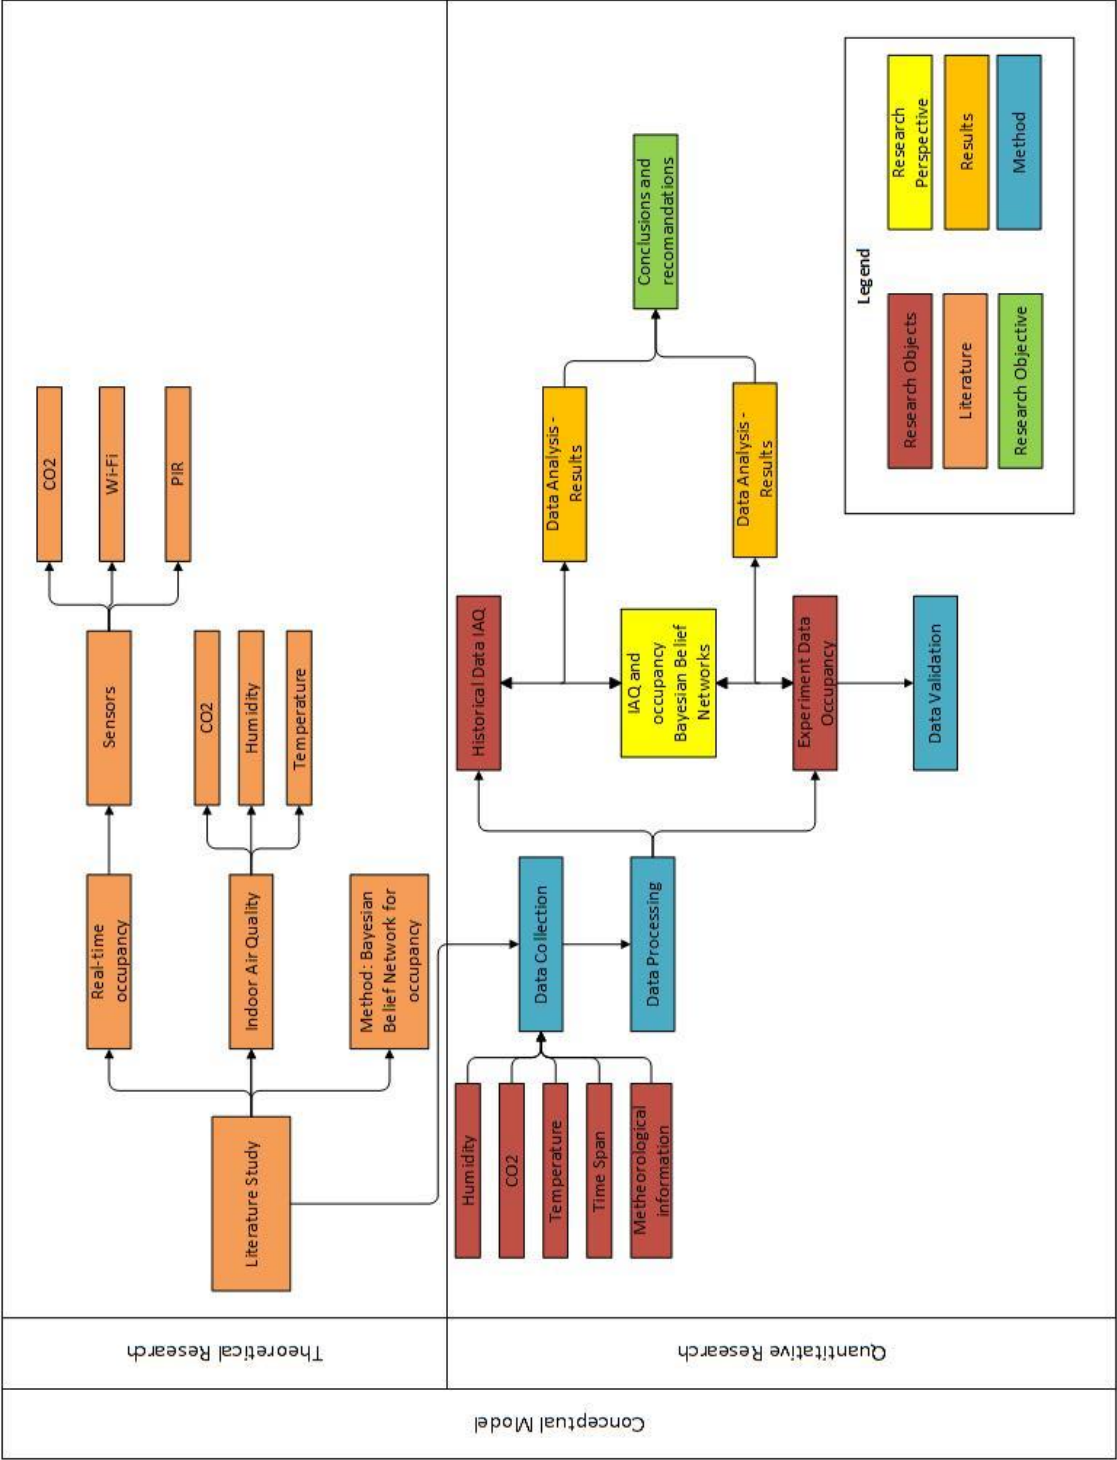 Conceptual Model
Theoretical Research
Literature Study
Real-time
occupancy
Indoor Air Quality
Method: Bayesian
Belief Network for
occupancy
Sensors
CO2
Humidity
Temperature
CO2
Wi-Fi
PIR
Quantitative Research
Humidity
CO2
Temperature
Time Span
Metheorological
information
Data Collection
Data Processing
Historical Data IAQ
IAQ and
occupancy
Bayesian Belief
Networks
Experiment Data
Occupancy
Data Validation
Data Analysis -
Results
Data Analysis -
Results
Conclusions and
recomandations
Legend
Research Objects
Literature
Research Objective
Research
Perspective
Results
Method